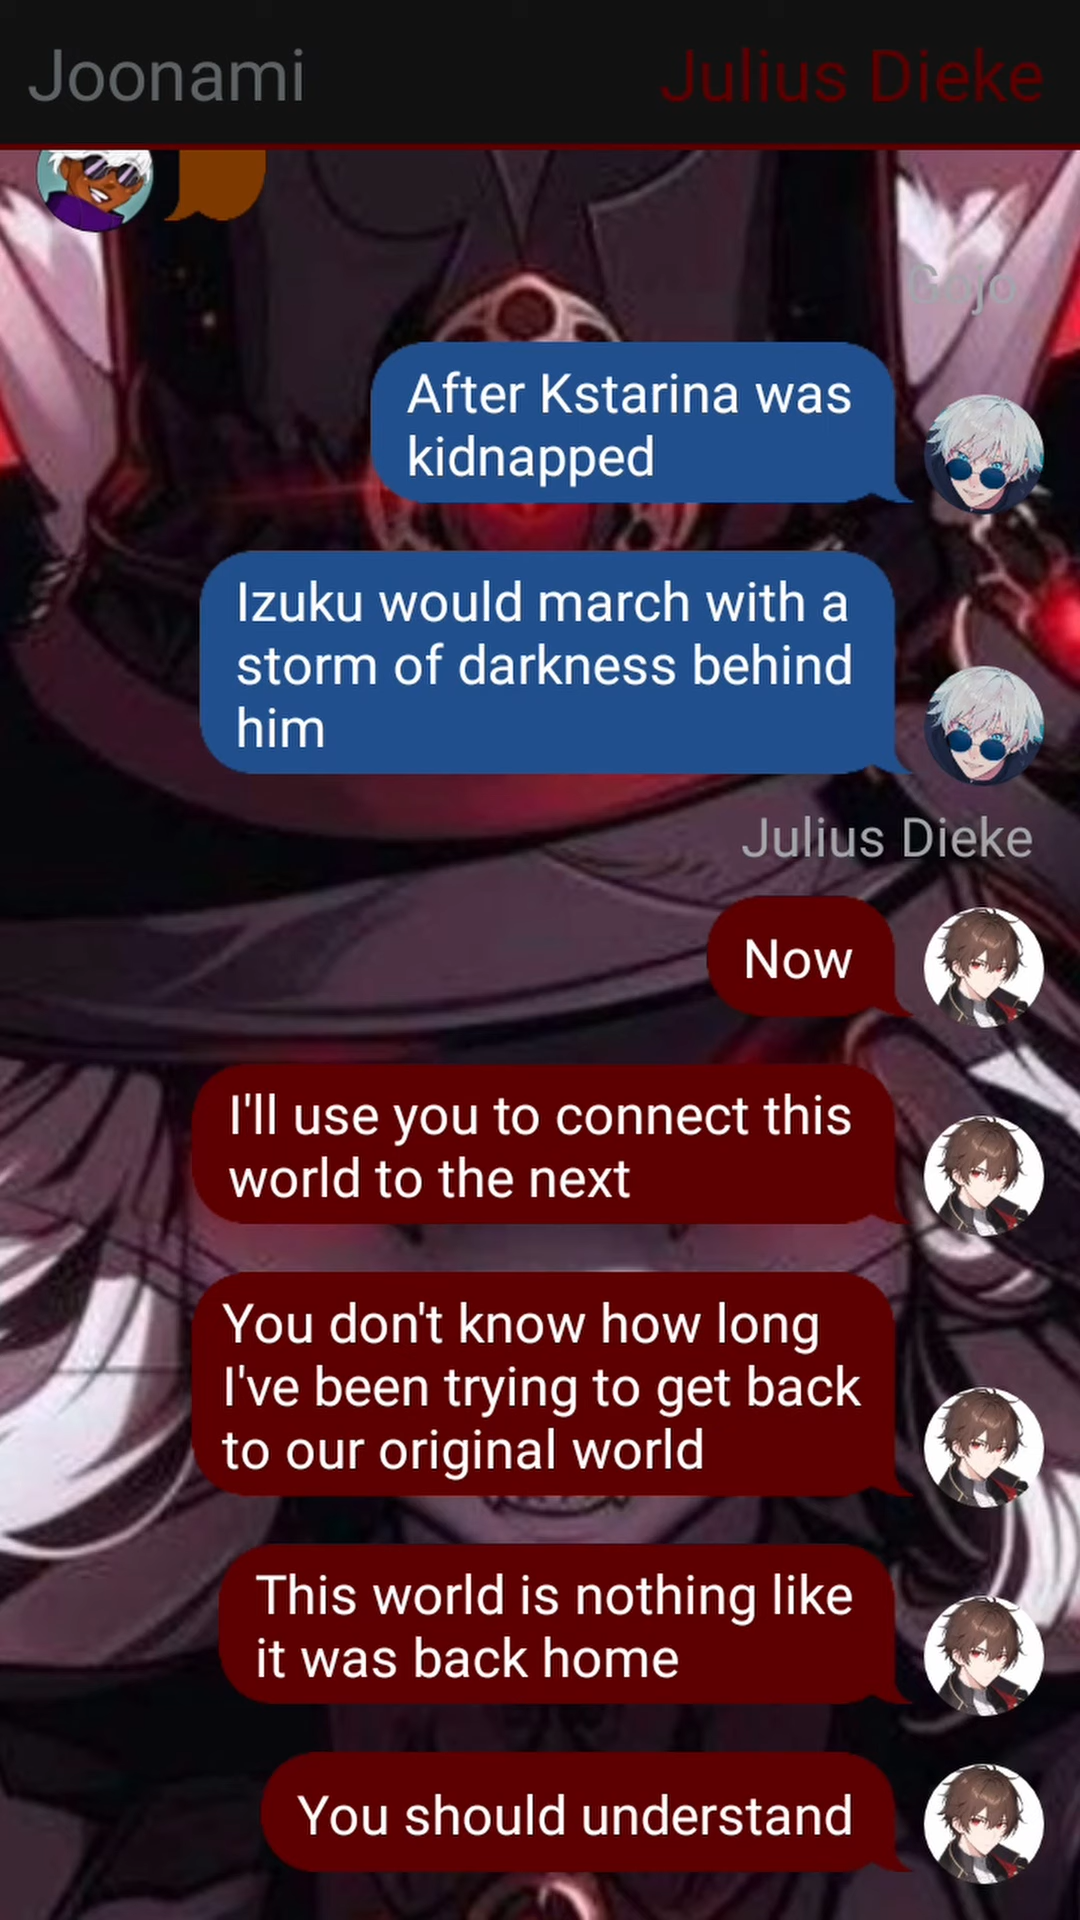 Joonami
Julius Dieke
Gojo
After Kstarina was
kidnapped
Izuku would march with a
storm of darkness behind
him
Julius Dieke
Now
I'll use you to connect this
world to the next
You don't know how long
I've been trying to get back
to our original world
This world is nothing like
it was back home
You should understand